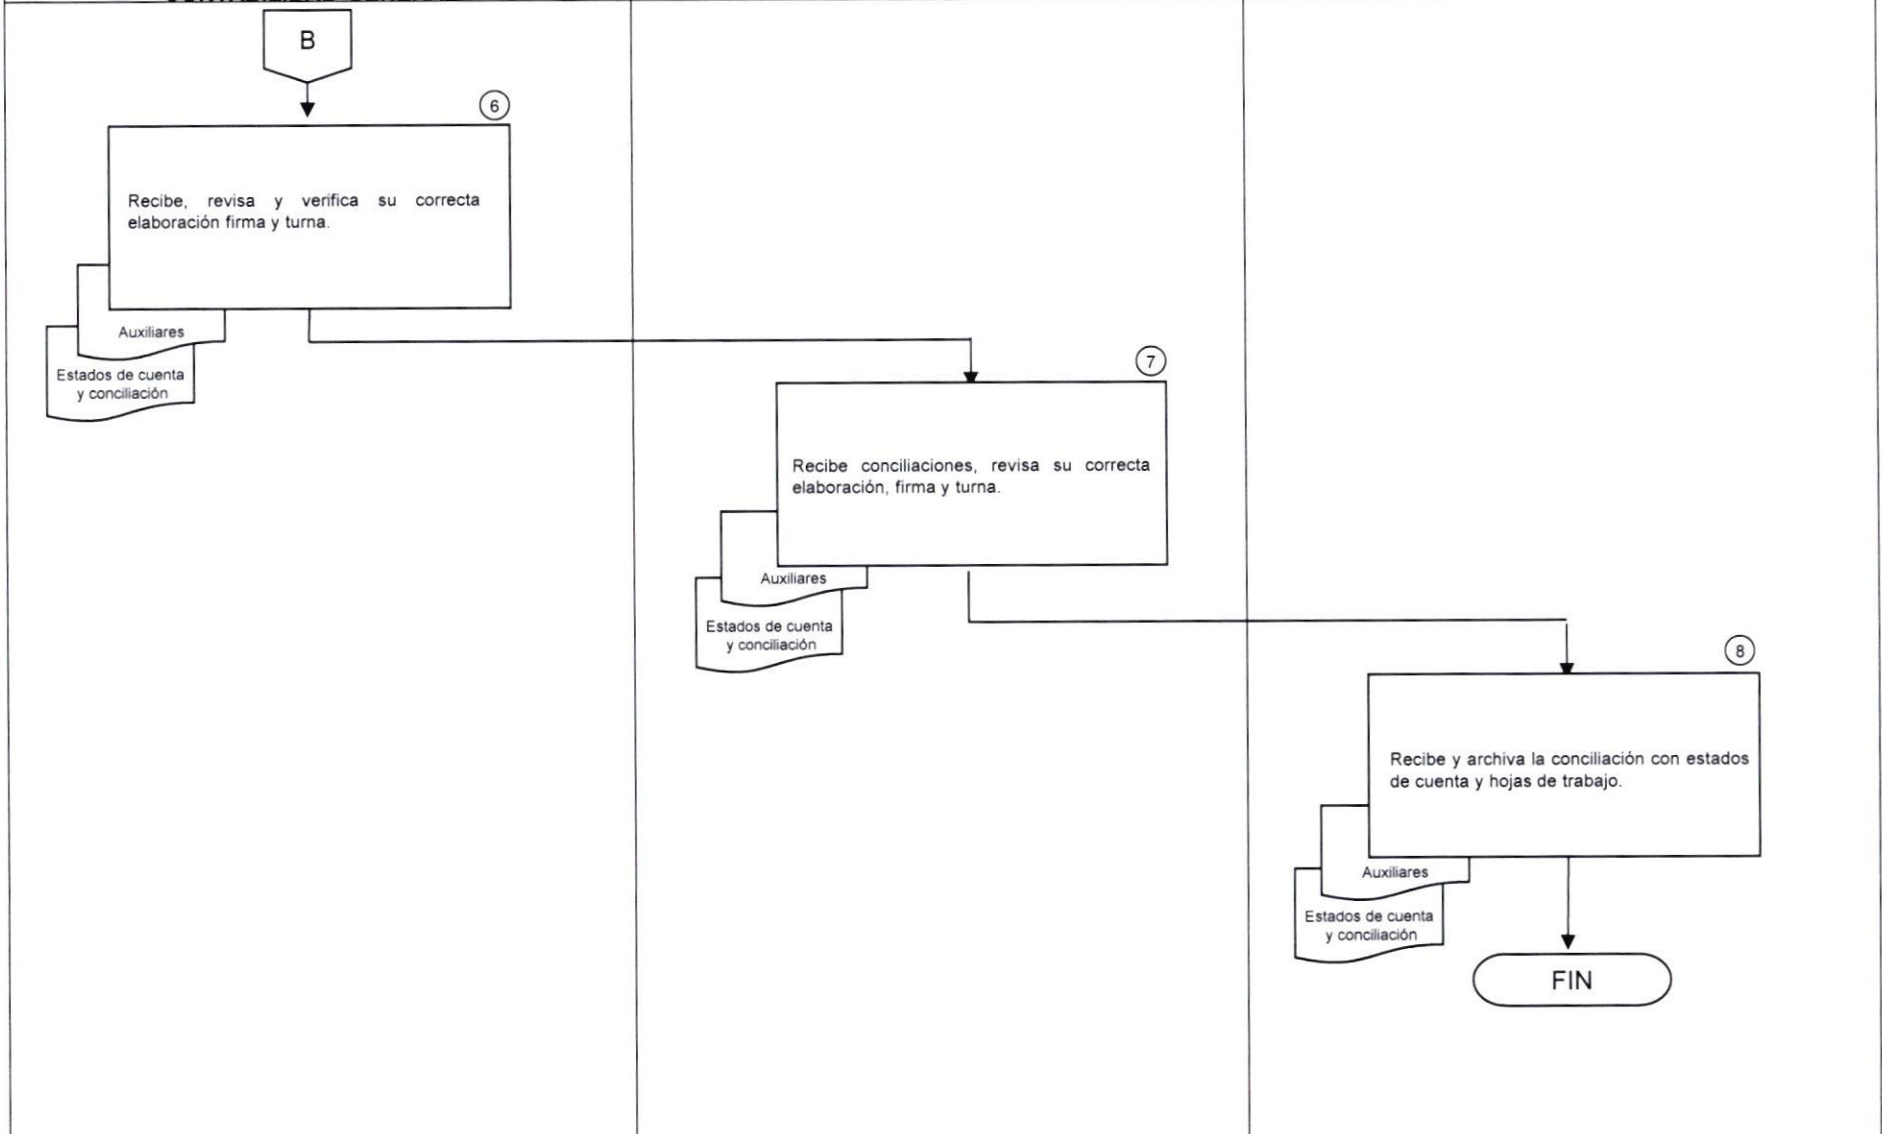 B
6
Recibe, revisa y verifica su correcta
elaboración firma y turna.
Auxiliares
Estados de cuenta
y conciliación
7
Recibe conciliaciones, revisa su correcta
elaboración, firma y turna.
Auxiliares
Estados de cuenta
y conciliación
8
Recibe y archiva la conciliación con estados
de cuenta y hojas de trabajo.
Auxiliares
Estados de cuenta
y conciliación
FIN